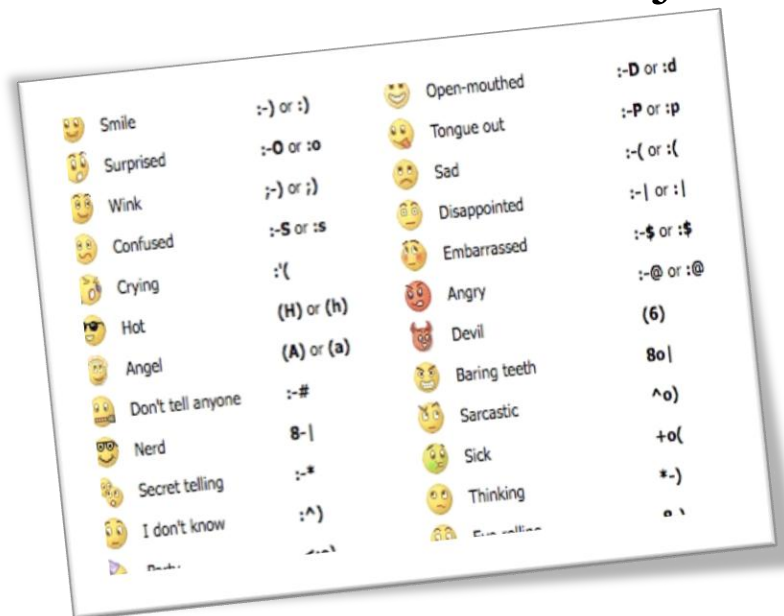 Smile :-) or :)
Surprised :-O or :o
Wink ;-) or ;)
Confused :-S or :s
Crying :'(
Hot (H) or (h)
Angel (A) or (a)
Don't tell anyone :-#
Nerd 8-|
Secret telling :-*
I don't know :^)
Open-mouthed :-D or :d
Tongue out :-P or :p
Sad :-( or :(
Disappointed :-| or :|
Embarrassed :-$ or :$
Angry :-@ or :@
Devil (6)
Baring teeth 8o|
Sarcastic ^o)
Sick +o(
Thinking *-)